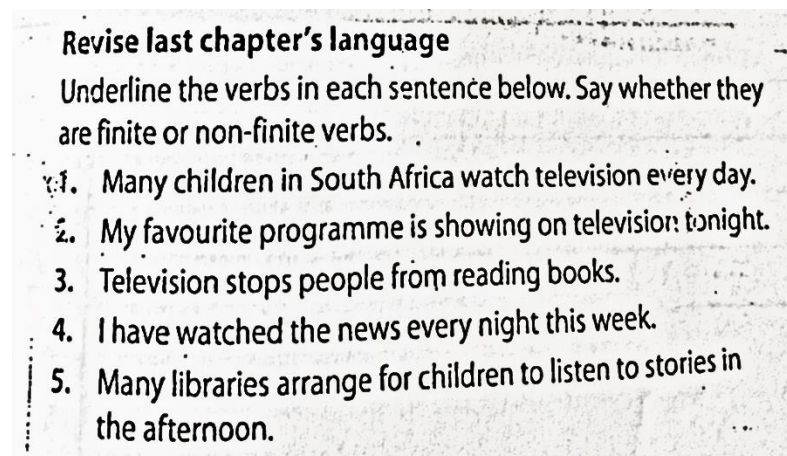 Revise last chapter's language
Underline the verbs in each sentence below. Say whether they
are finite or non-finite verbs.
1. Many children in South Africa watch television every day.
2. My favourite programme is showing on television tonight.
3. Television stops people from reading books.
4. I have watched the news every night this week.
5. Many libraries arrange for children to listen to stories in
the afternoon.